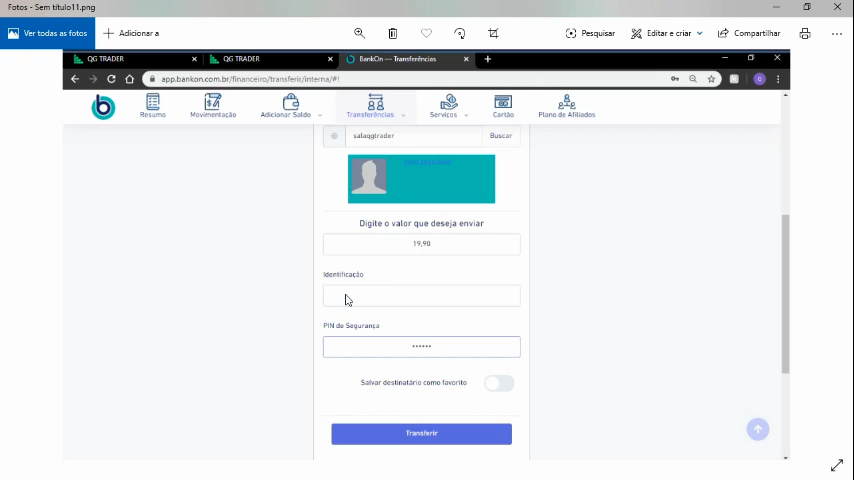 Fotos - Sem título11.png
Ver todas as fotos
Adicionar a
Pesquisar
Editar e criar
Compartilhar
QG TRADER
QG TRADER
BankOn — Transferências
app.bankon.com.br/financeiro/transferir/interna/#!
Resumo
Movimentação
Adicionar Saldo
Transferências
Serviços
Cartão
Plano de Afiliados
@ salaqgtrader Buscar
Digite o valor que deseja enviar
19,90
Identificação
PIN de Segurança
••••••
Salvar destinatário como favorito
Transferir